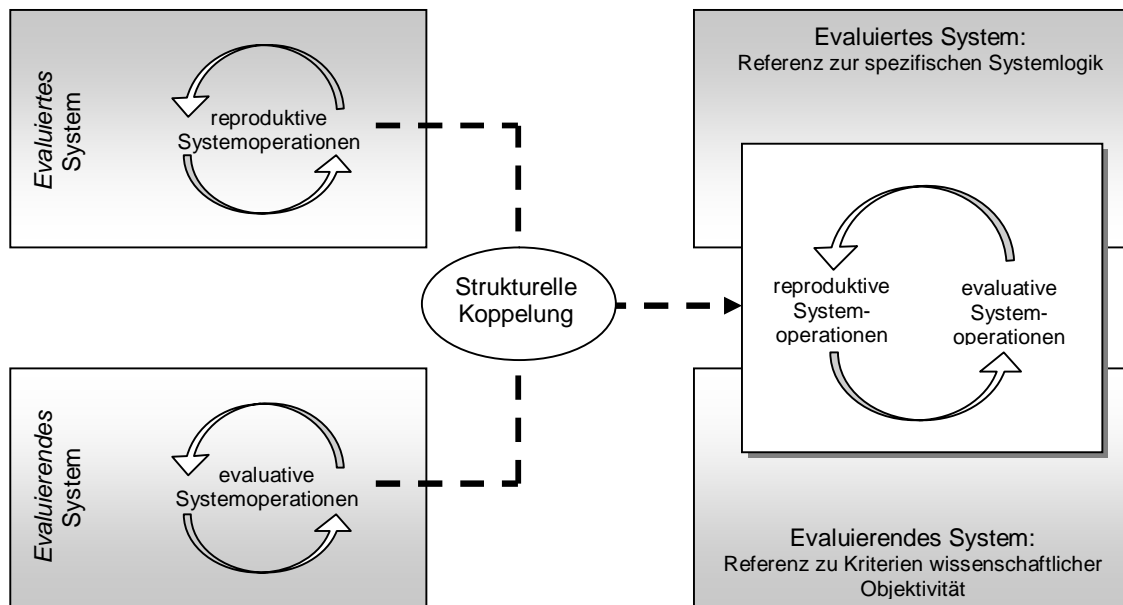 Evaluiertes
System
reproduktive
Systemoperationen
Evaluierendes
System
evaluative
Systemoperationen
Strukturelle
Koppelung
Evaluiertes System:
Referenz zur spezifischen Systemlogik
reproduktive
System-
operationen
evaluative
System-
operationen
Evaluierendes System:
Referenz zu Kriterien wissenschaftlicher
Objektivität